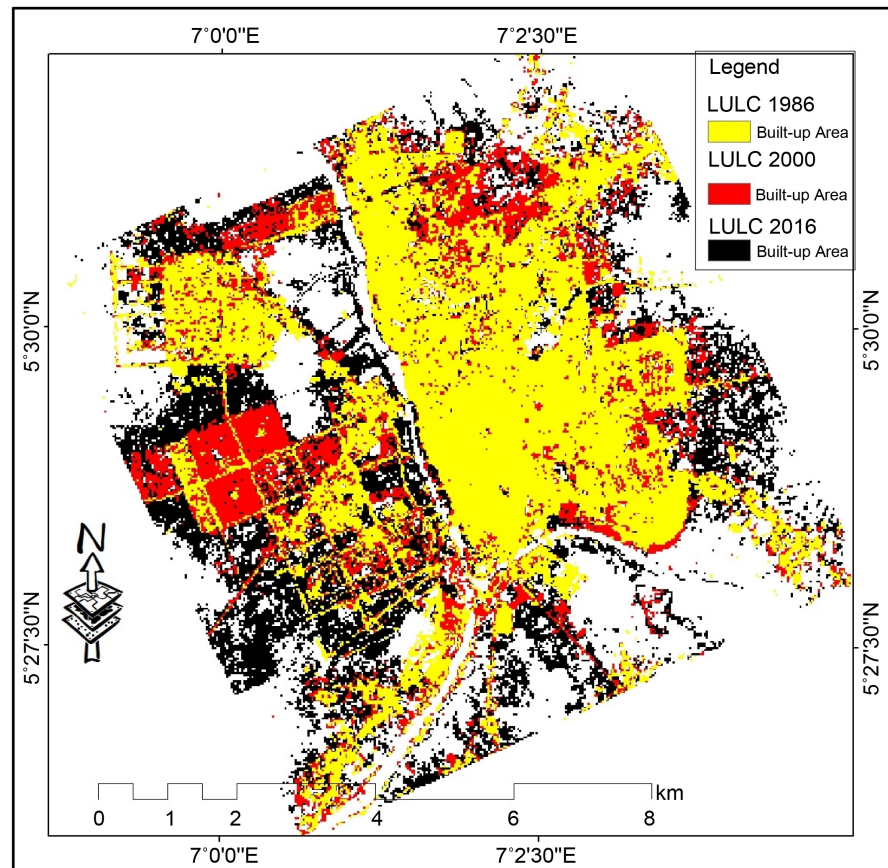 7°0'0"E
7°2'30"E
Legend
LULC 1986
Built-up Area
LULC 2000
Built-up Area
LULC 2016
Built-up Area
5°30'0"N
5°30'0"N
N
5°27'30"N
5°27'30"N
km
0 1 2 4 6 8
7°0'0"E
7°2'30"E